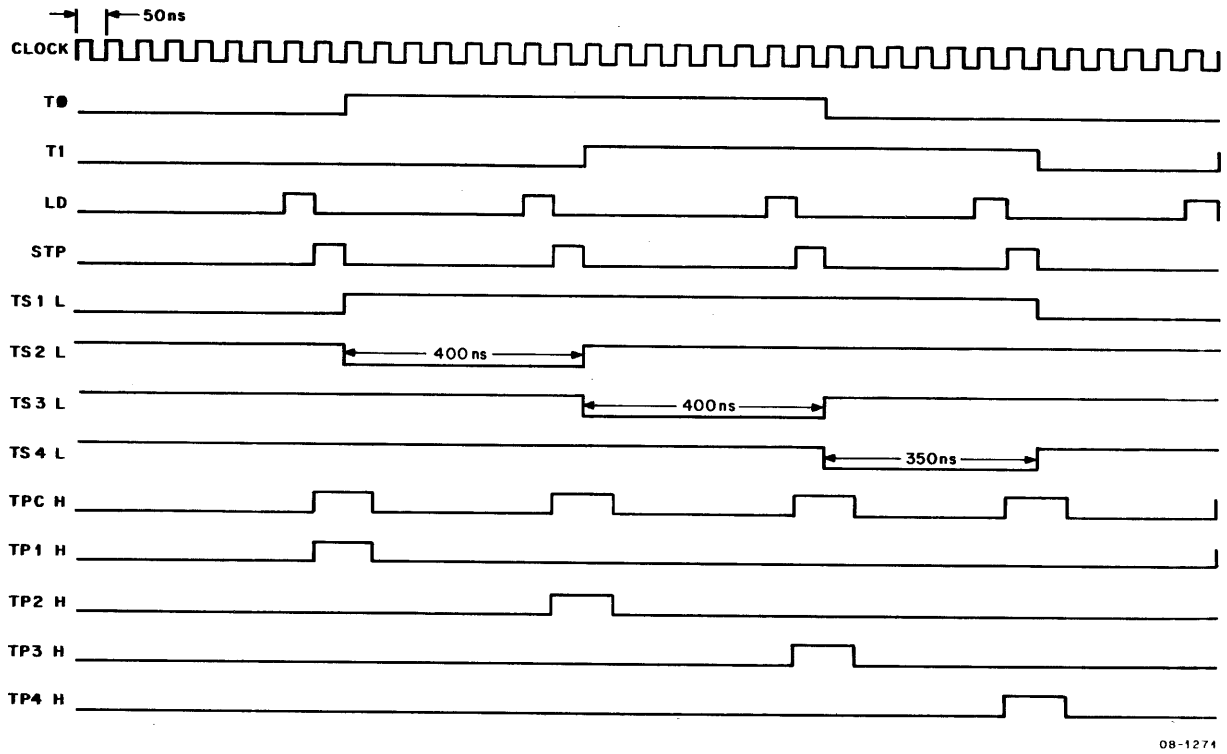 50ns
CLOCK
T0
T1
LD
STP
TS1 L
TS2 L
400ns
TS3 L
400ns
TS4 L
350ns
TPC H
TP1 H
TP2 H
TP3 H
TP4 H
08-1271